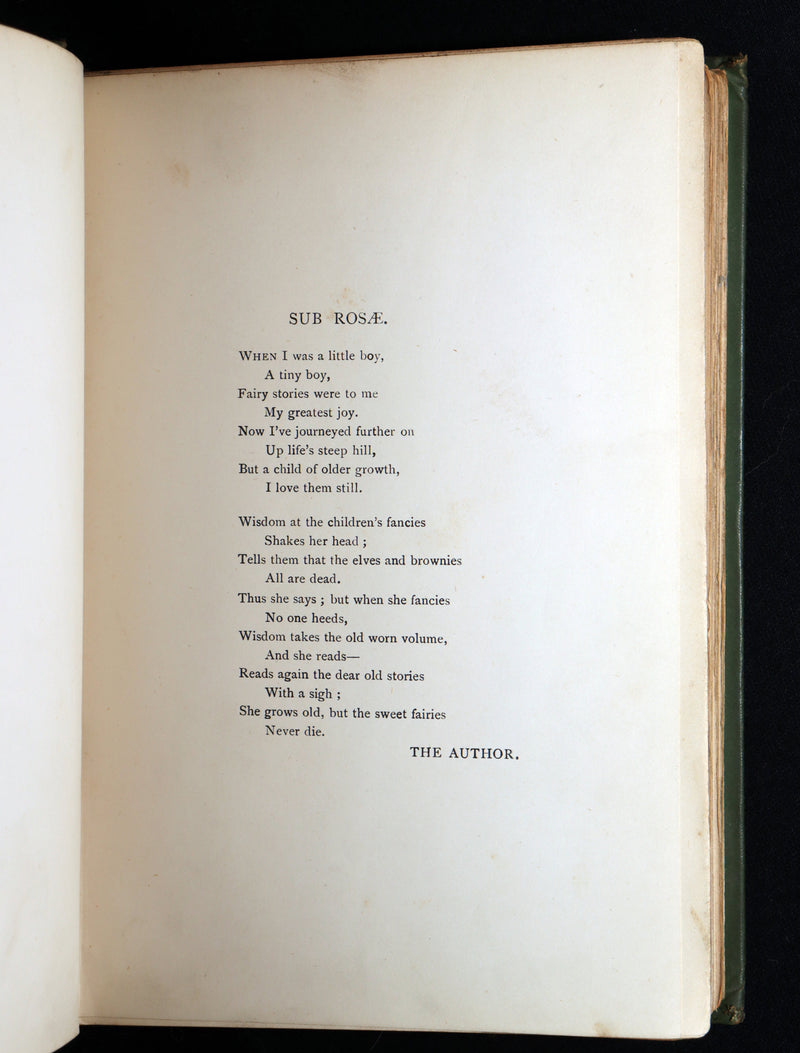 SUB ROSÆ.
WHEN I was a little boy,
A tiny boy,
Fairy stories were to me
My greatest joy.
Now I've journeyed further on
Up life's steep hill,
But a child of older growth,
I love them still.
Wisdom at the children's fancies
Shakes her head ;
Tells them that the elves and brownies
All are dead.
Thus she says ; but when she fancies
No one heeds,
Wisdom takes the old worn volume,
And she reads—
Reads again the dear old stories
With a sigh ;
She grows old, but the sweet fairies
Never die.
THE AUTHOR.